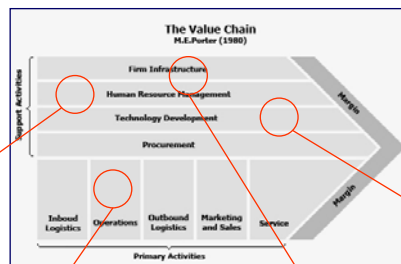 The Value Chain
M.E.Porter (1980)
Support Activities
Firm Infrastructure
Human Resource Management
Technology Development
Procurement
Margin
Margin
Inboud
Logistics
Operations
Outbound
Logistics
Marketing
and Sales
Service
Primary Activities